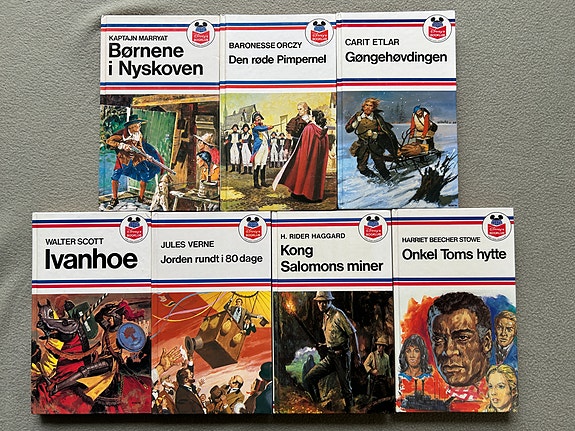 KAPTAJN MARRYAT
Børnene
i Nyskoven
BARONESSE ORCZY
Den røde Pimpernel
CARIT ETLAR
Gøngehøvdingen
WALTER SCOTT
Ivanhoe
JULES VERNE
Jorden rundt i 80 dage
H. RIDER HAGGARD
Kong
Salomons miner
HARRIET BEECHER STOWE
Onkel Toms hytte